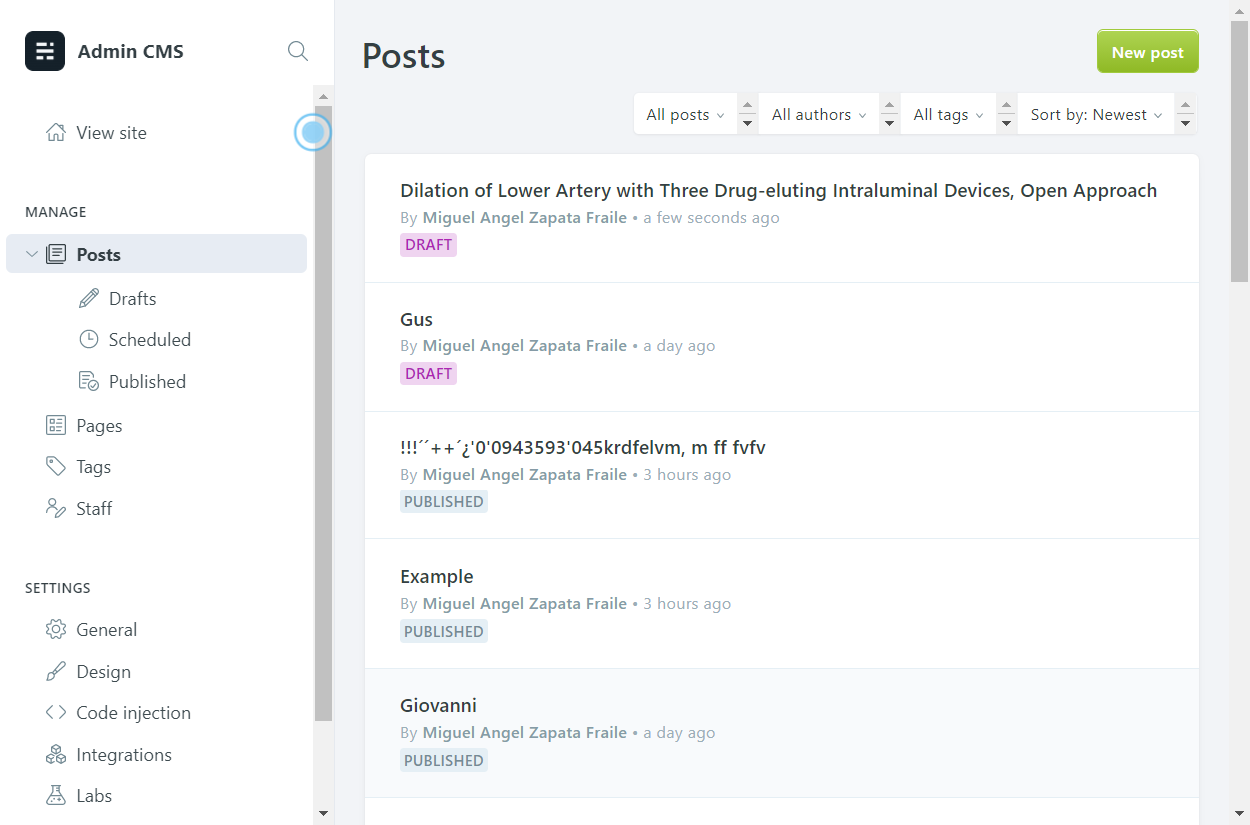 Admin CMS
View site
MANAGE
Posts
Drafts
Scheduled
Published
Pages
Tags
Staff
SETTINGS
General
Design
Code injection
Integrations
Labs
Posts
New post
All posts
All authors
All tags
Sort by: Newest
Dilation of Lower Artery with Three Drug-eluting Intraluminal Devices, Open Approach
By Miguel Angel Zapata Fraile • a few seconds ago
DRAFT
Gus
By Miguel Angel Zapata Fraile • a day ago
DRAFT
!!!´´++´¿'0'0943593'045krdfelvm, m ff fvfv
By Miguel Angel Zapata Fraile • 3 hours ago
PUBLISHED
Example
By Miguel Angel Zapata Fraile • 3 hours ago
PUBLISHED
Giovanni
By Miguel Angel Zapata Fraile • a day ago
PUBLISHED